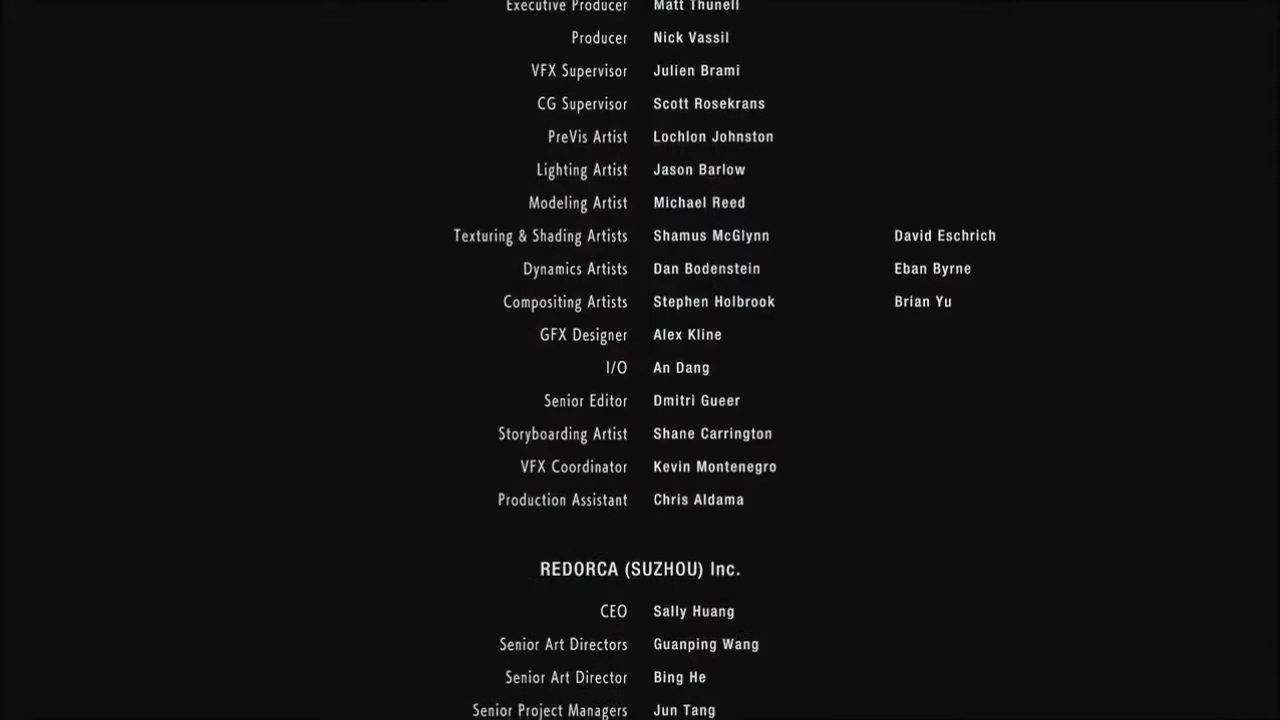 Executive Producer Matt Thunell
Producer Nick Vassil
VFX Supervisor Julien Brami
CG Supervisor Scott Rosekrans
PreVis Artist Lochlon Johnston
Lighting Artist Jason Barlow
Modeling Artist Michael Reed
Texturing & Shading Artists Shamus McGlynn David Eschrich
Dynamics Artists Dan Bodenstein Eban Byrne
Compositing Artists Stephen Holbrook Brian Yu
GFX Designer Alex Kline
I/O An Dang
Senior Editor Dmitri Gueer
Storyboarding Artist Shane Carrington
VFX Coordinator Kevin Montenegro
Production Assistant Chris Aldama
REDORCA (SUZHOU) Inc.
CEO Sally Huang
Senior Art Directors Guanping Wang
Senior Art Director Bing He
Senior Project Managers Jun Tang